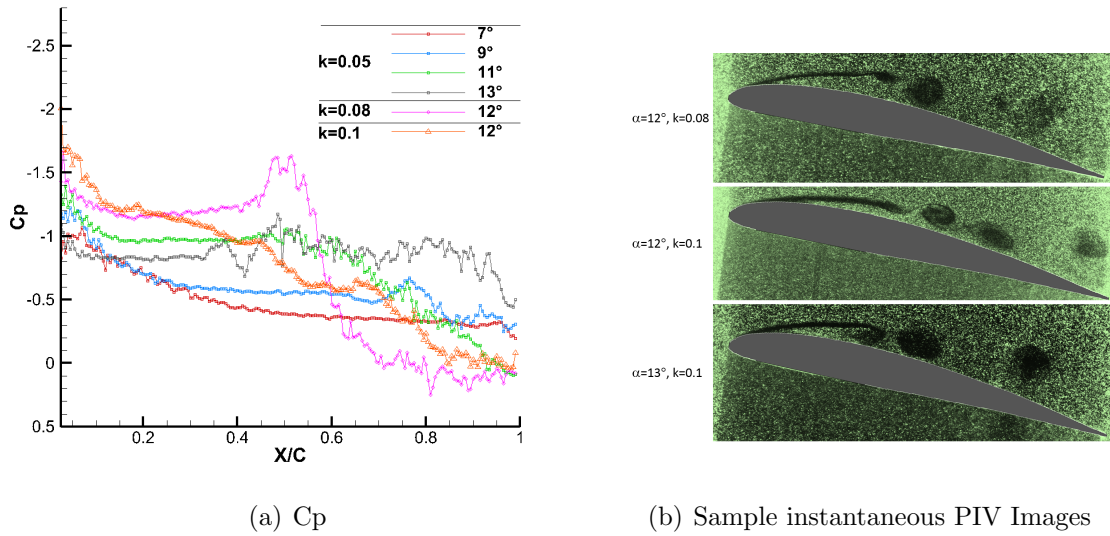 -2.5
-2
-1.5
-1
-0.5
0
0.5
Cp
0.2
0.4
0.6
0.8
1
X/C
k=0.05
7°
9°
11°
13°
k=0.08
12°
k=0.1
12°
α=12°, k=0.08
α=12°, k=0.1
α=13°, k=0.1
(a) Cp
(b) Sample instantaneous PIV Images